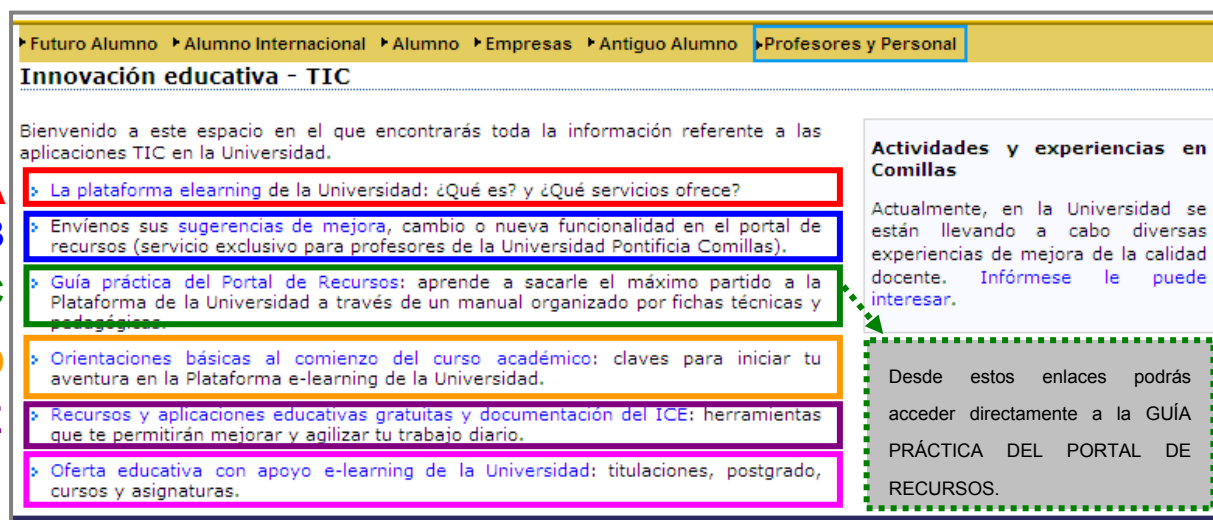 Futuro Alumno Alumno Internacional Alumno Empresas Antiguo Alumno Profesores y Personal
Innovación educativa - TIC
Bienvenido a este espacio en el que encontrarás toda la información referente a las
aplicaciones TIC en la Universidad.
A
La plataforma elearning de la Universidad: ¿Qué es? y ¿Qué servicios ofrece?
B
Envíenos sus sugerencias de mejora, cambio o nueva funcionalidad en el portal de
recursos (servicio exclusivo para profesores de la Universidad Pontificia Comillas).
C
Guía práctica del Portal de Recursos: aprende a sacarle el máximo partido a la
Plataforma de la Universidad a través de un manual organizado por fichas técnicas y
pedagógicas.
D
Orientaciones básicas al comienzo del curso académico: claves para iniciar tu
aventura en la Plataforma e-learning de la Universidad.
E
Recursos y aplicaciones educativas gratuitas y documentación del ICE: herramientas
que te permitirán mejorar y agilizar tu trabajo diario.
Oferta educativa con apoyo e-learning de la Universidad: titulaciones, postgrado,
cursos y asignaturas.
Actividades y experiencias en
Comillas
Actualmente, en la Universidad se
están llevando a cabo diversas
experiencias de mejora de la calidad
docente. Infórmese le puede
interesar.
Desde estos enlaces podrás
acceder directamente a la GUÍA
PRÁCTICA DEL PORTAL DE
RECURSOS.